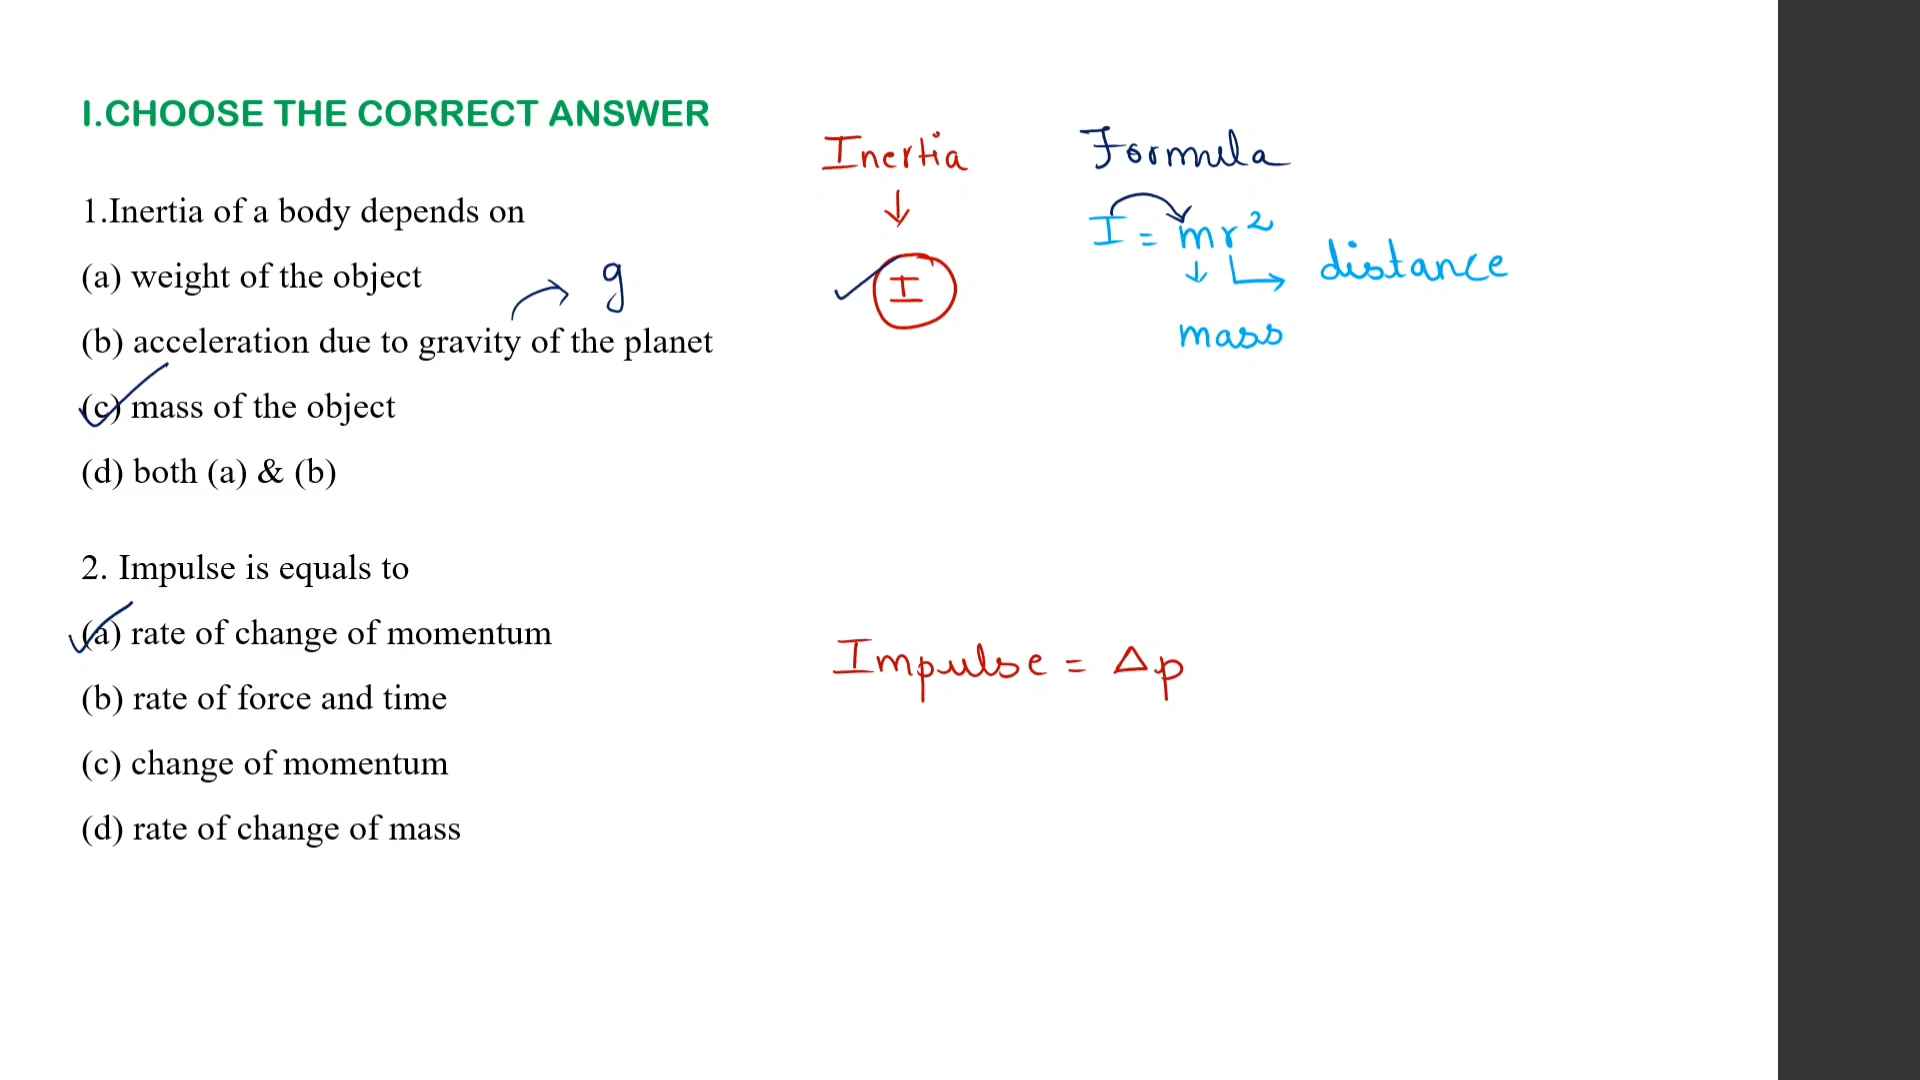 I.CHOOSE THE CORRECT ANSWER
1.Inertia of a body depends on
(a) weight of the object
g
(b) acceleration due to gravity of the planet
(c) mass of the object
(d) both (a) & (b)
Inertia
I
Formula
I = mr²
distance
mass
2. Impulse is equals to
(a) rate of change of momentum
(b) rate of force and time
(c) change of momentum
(d) rate of change of mass
Impulse = Δp